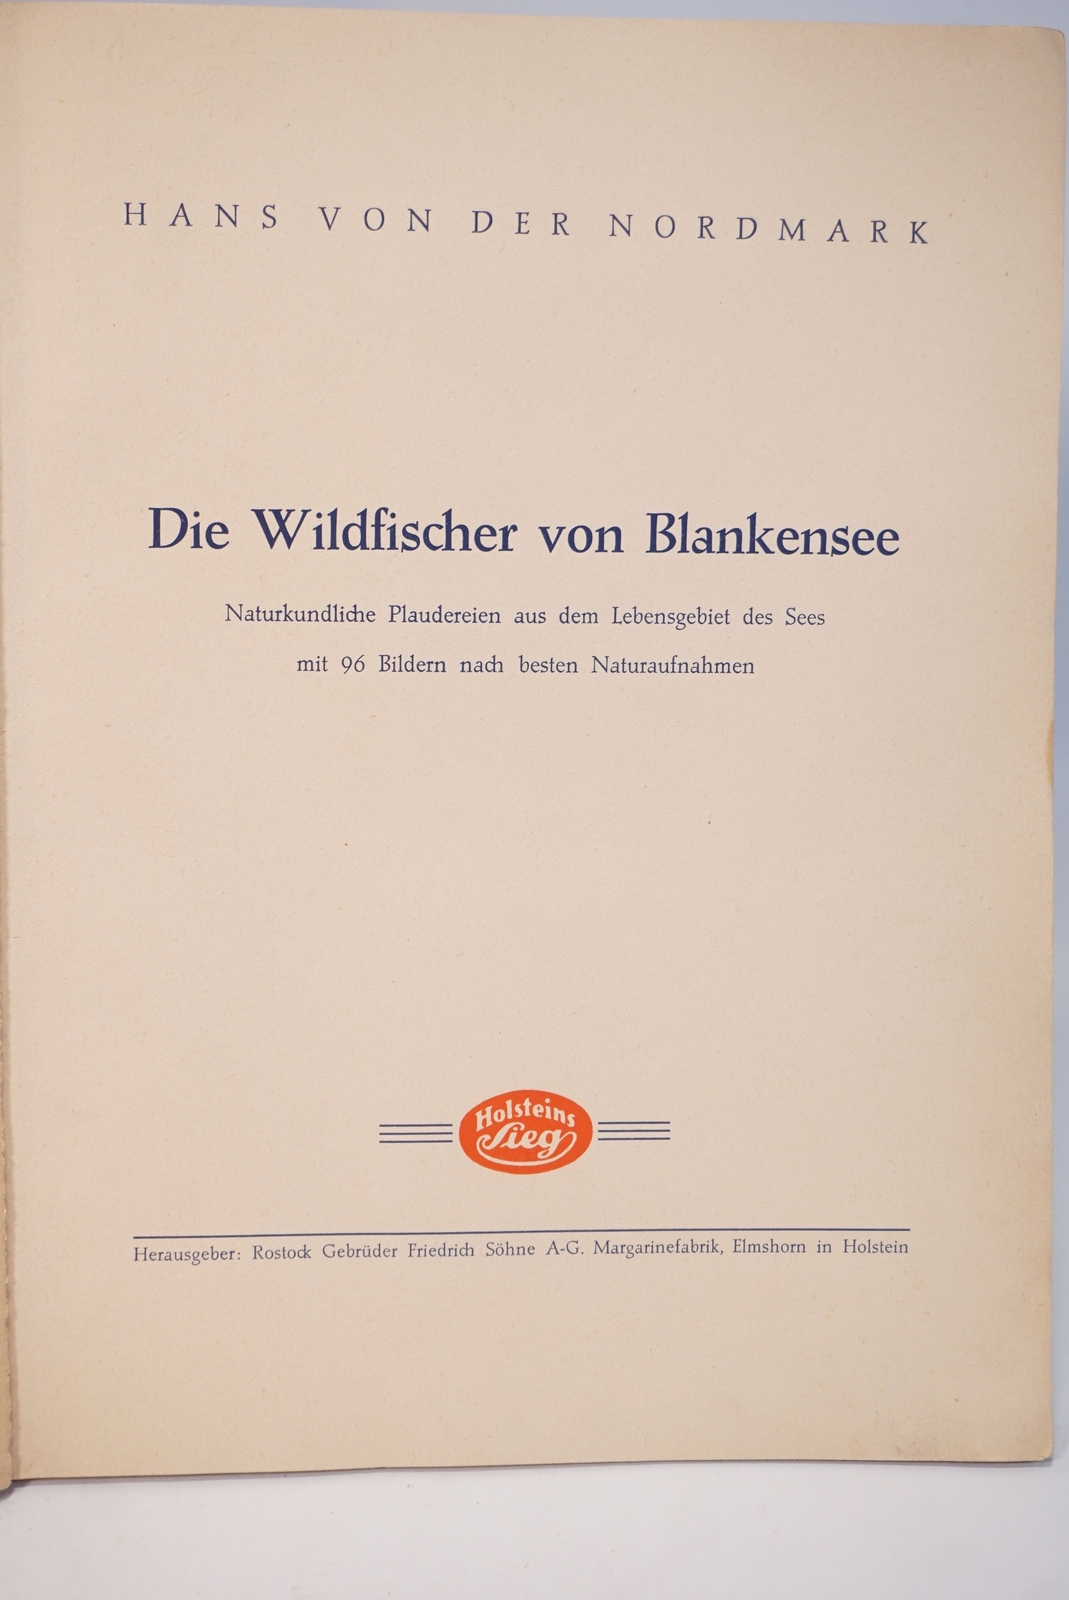 HANS VON DER NORDMARK
Die Wildfischer von Blankensee
Naturkundliche Plaudereien aus dem Lebensgebiet des Sees
mit 96 Bildern nach besten Naturaufnahmen
Holsteins
Sieg
Herausgeber: Rostock Gebrüder Friedrich Söhne A-G. Margarinefabrik, Elmshorn in Holstein